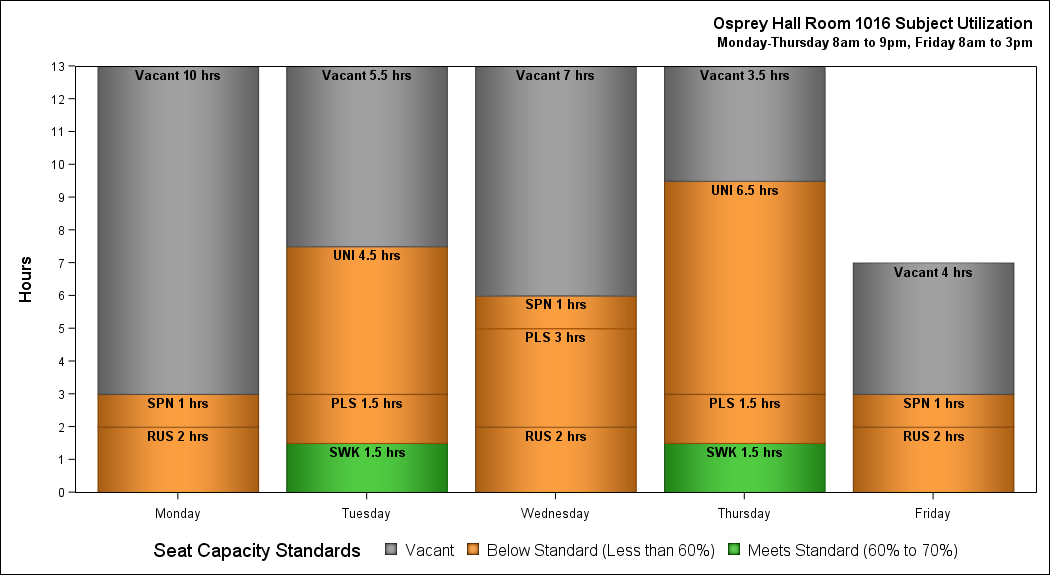 Osprey Hall Room 1016 Subject Utilization
Monday-Thursday 8am to 9pm, Friday 8am to 3pm
Hours
13
12
11
10
9
8
7
6
5
4
3
2
1
0
Vacant 10 hrs
SPN 1 hrs
RUS 2 hrs
Vacant 5.5 hrs
UNI 4.5 hrs
PLS 1.5 hrs
SWK 1.5 hrs
Vacant 7 hrs
SPN 1 hrs
PLS 3 hrs
RUS 2 hrs
Vacant 3.5 hrs
UNI 6.5 hrs
PLS 1.5 hrs
SWK 1.5 hrs
Vacant 4 hrs
SPN 1 hrs
RUS 2 hrs
Monday Tuesday Wednesday Thursday Friday
Seat Capacity Standards Vacant Below Standard (Less than 60%) Meets Standard (60% to 70%)